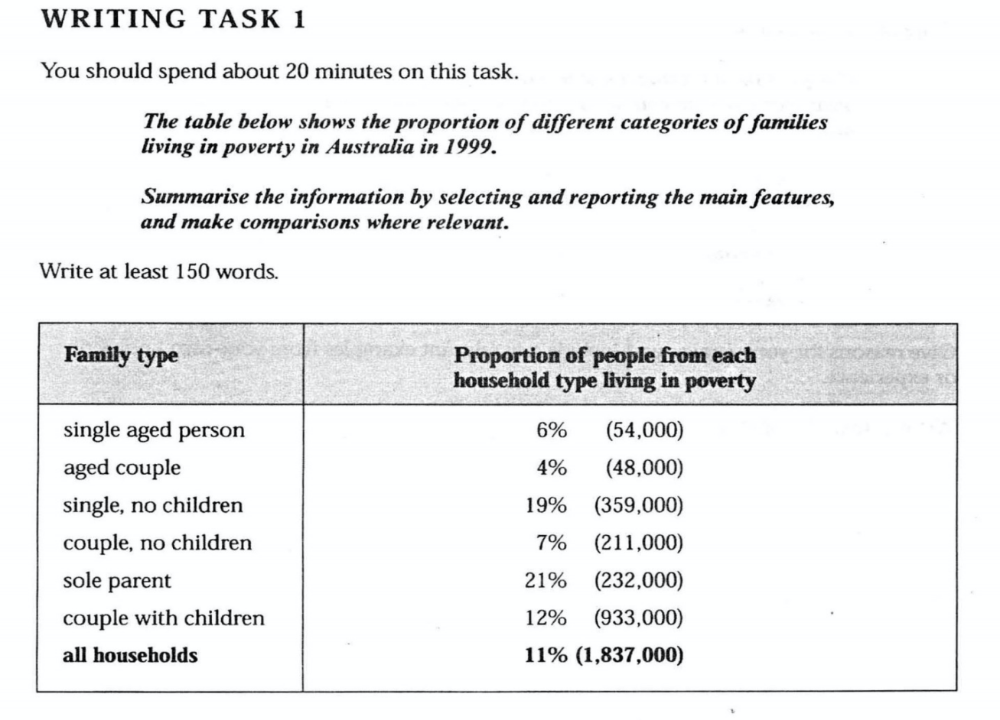 WRITING TASK 1
You should spend about 20 minutes on this task.
The table below shows the proportion of different categories of families
living in poverty in Australia in 1999.
Summarise the information by selecting and reporting the main features,
and make comparisons where relevant.
Write at least 150 words.
Family type
Proportion of people from each
household type living in poverty
single aged person 6% (54,000)
aged couple 4% (48,000)
single, no children 19% (359,000)
couple, no children 7% (211,000)
sole parent 21% (232,000)
couple with children 12% (933,000)
all households 11% (1,837,000)